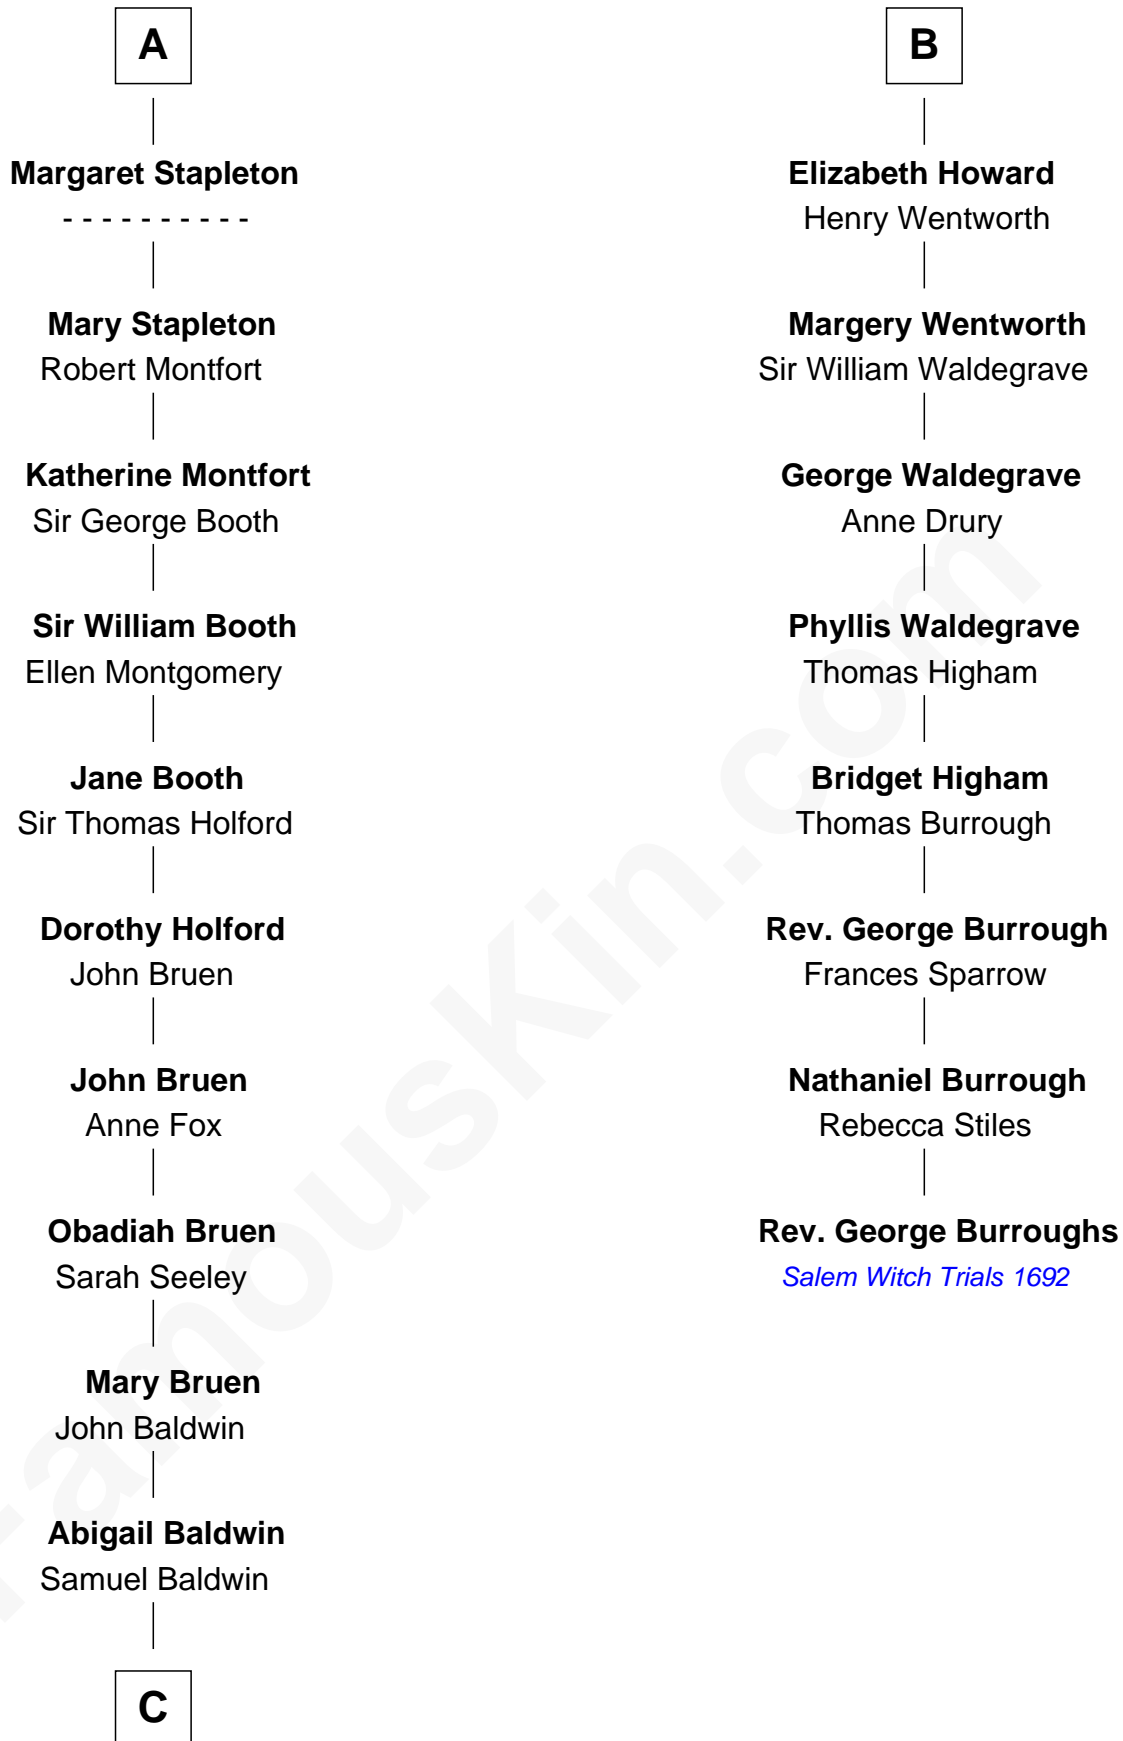 A
Margaret Stapleton
- - - - - - - - - -
Mary Stapleton
Robert Montfort
Katherine Montfort
Sir George Booth
Sir William Booth
Ellen Montgomery
Jane Booth
Sir Thomas Holford
Dorothy Holford
John Bruen
John Bruen
Anne Fox
Obadiah Bruen
Sarah Seeley
Mary Bruen
John Baldwin
Abigail Baldwin
Samuel Baldwin
C
B
Elizabeth Howard
Henry Wentworth
Margery Wentworth
Sir William Waldegrave
George Waldegrave
Anne Drury
Phyllis Waldegrave
Thomas Higham
Bridget Higham
Thomas Burrough
Rev. George Burrough
Frances Sparrow
Nathaniel Burrough
Rebecca Stiles
Rev. George Burroughs
Salem Witch Trials 1692
FamousKin.com